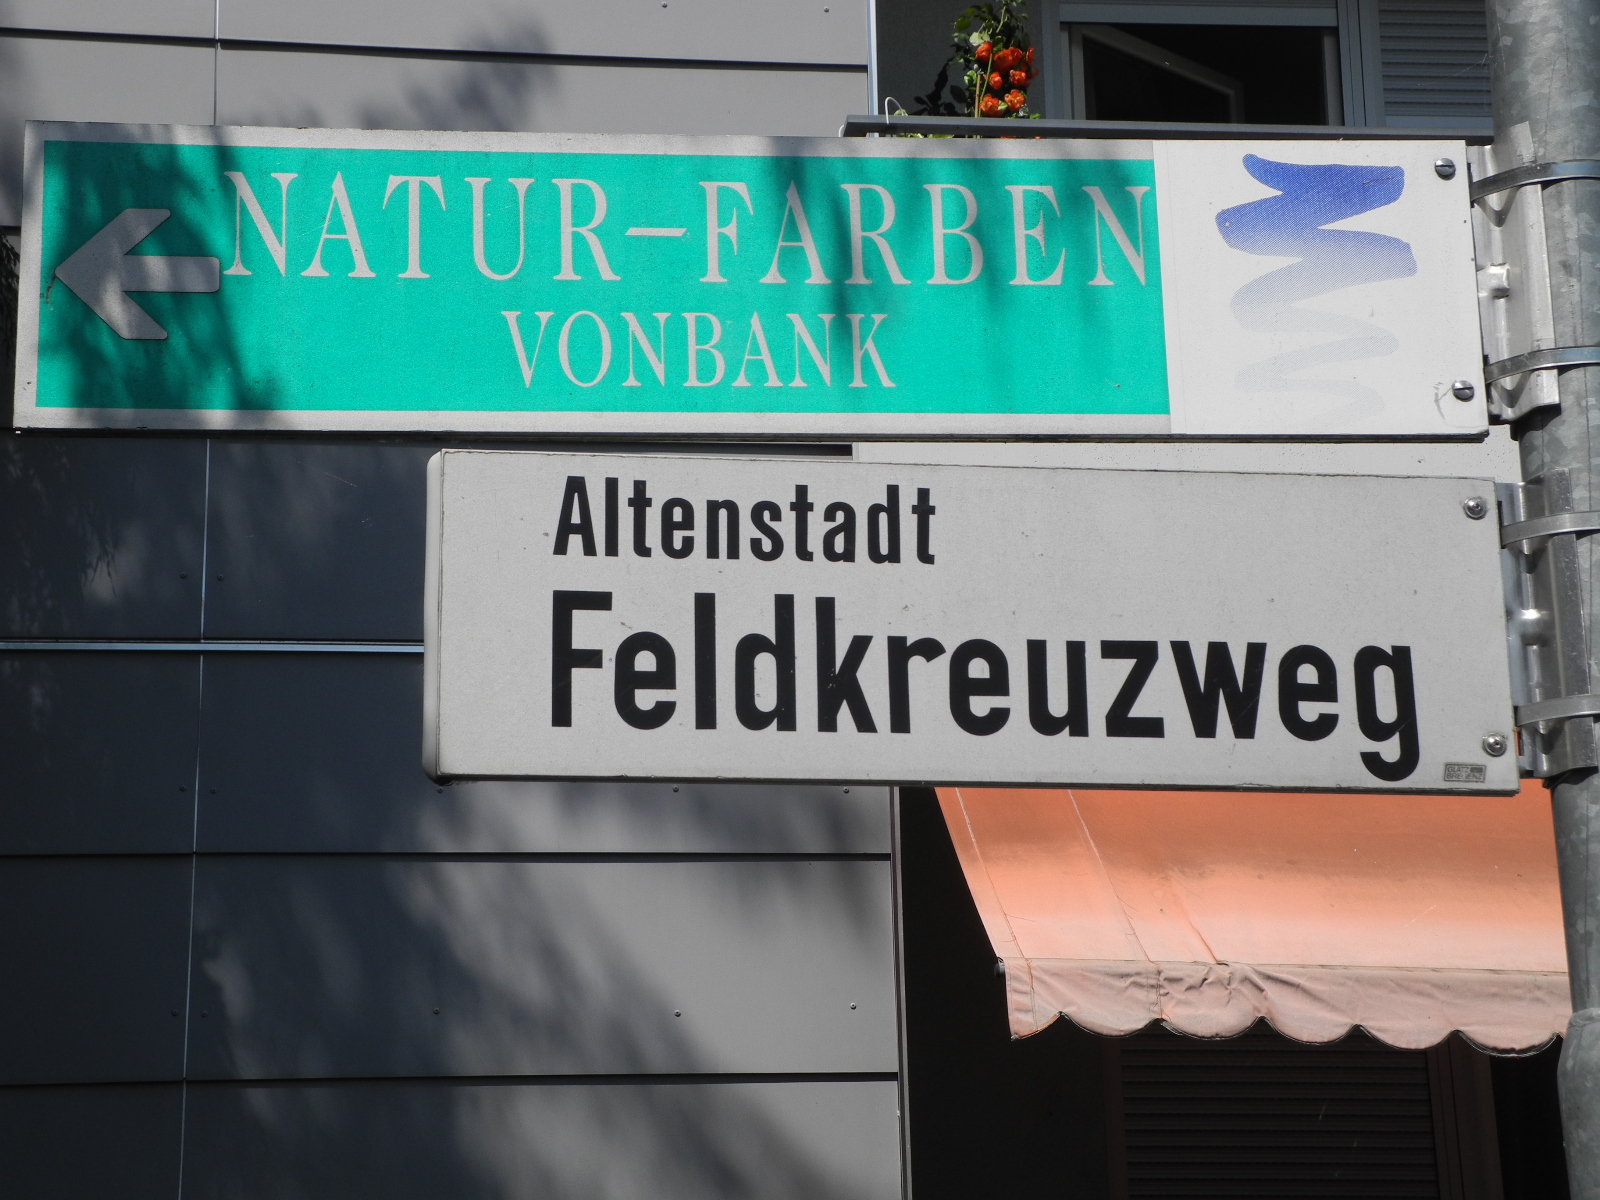 NATUR-FARBEN
VONBANK
Altenstadt
Feldkreuzweg